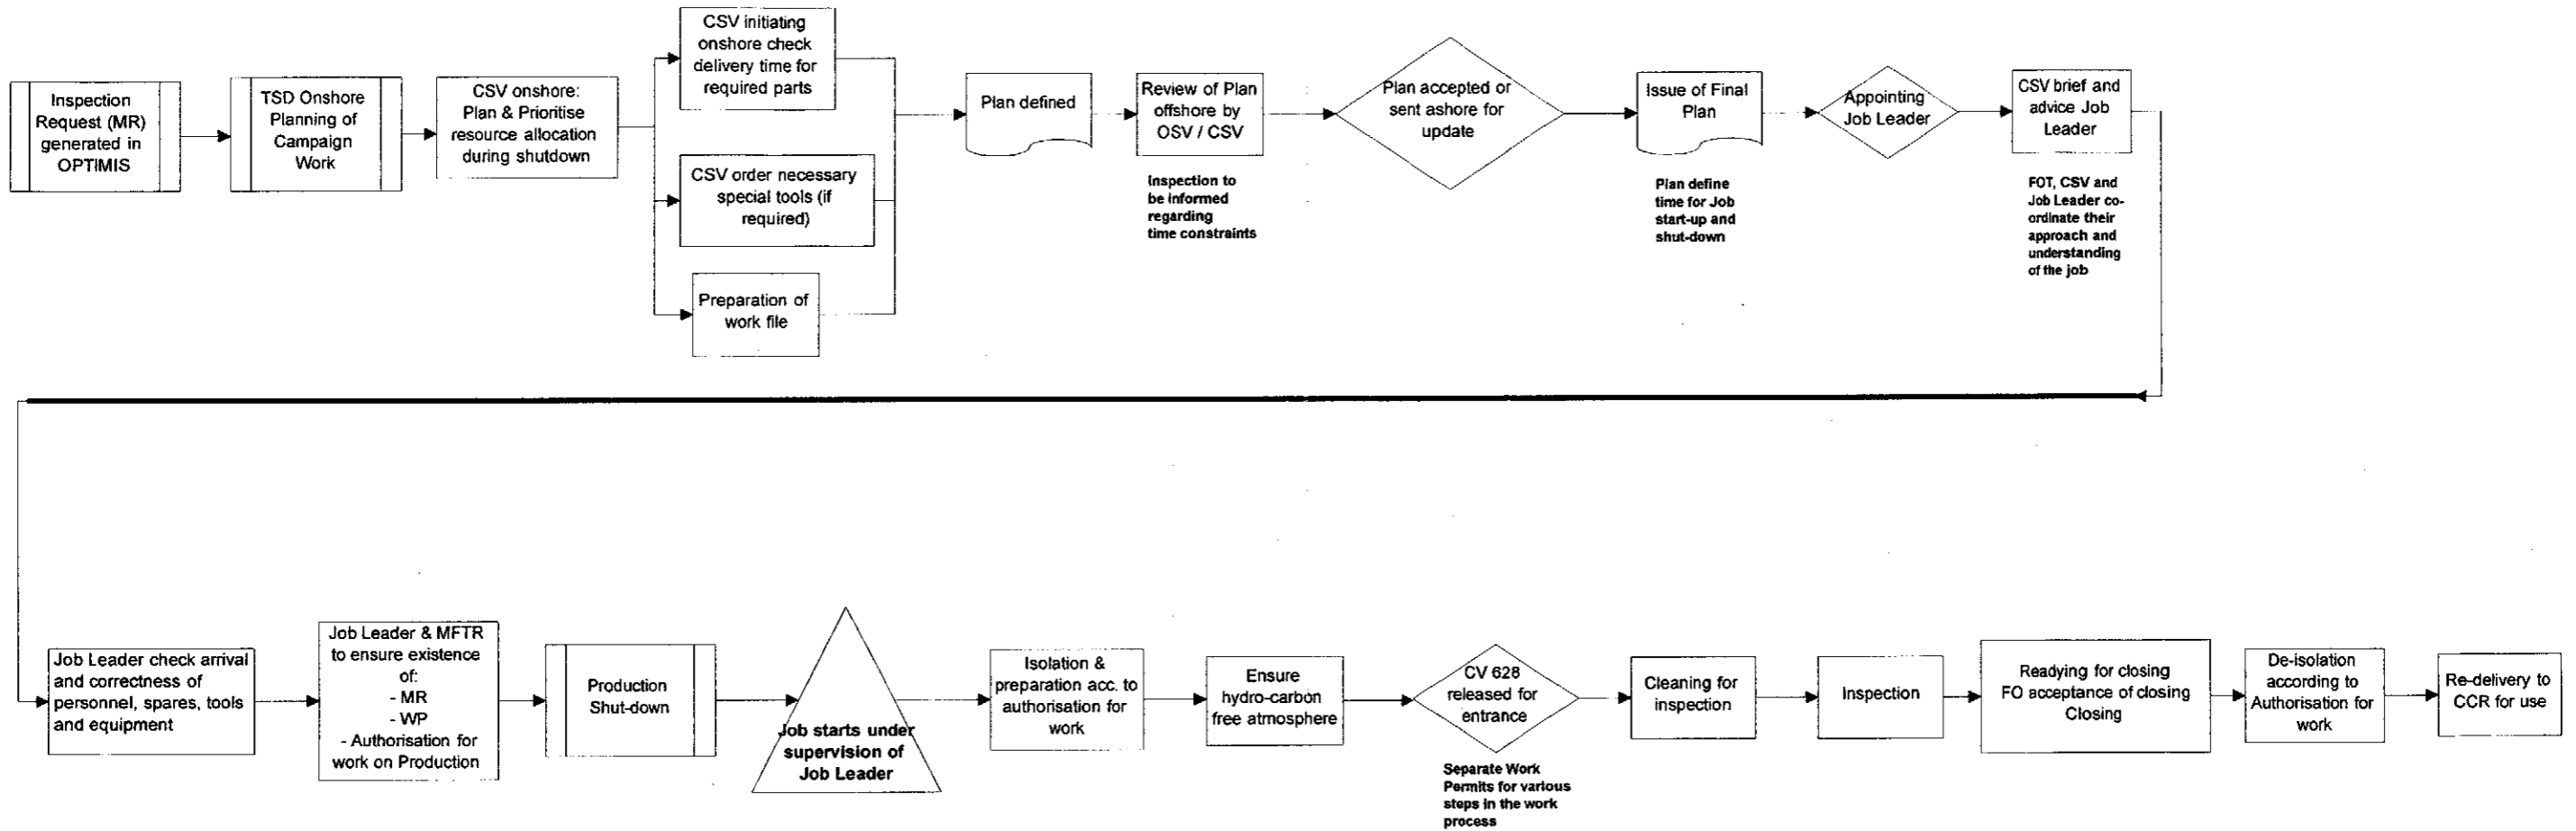 Inspection
Request (MR)
generated in
OPTIMIS
TSD Onshore
Planning of
Campaign
Work
CSV onshore:
Plan & Prioritise
resource allocation
during shutdown
CSV initiating
onshore check
delivery time for
required parts
CSV order necessary
special tools (if
required)
Preparation of
work file
Plan defined
Review of Plan
offshore by
OSV / CSV
Inspection to
be informed
regarding
time constraints
Plan accepted or
sent ashore for
update
Issue of Final
Plan
Plan define
time for Job
start-up and
shut-down
Appointing
Job Leader
CSV brief and
advice Job
Leader
FOT, CSV and
Job Leader co-
ordinate their
approach and
understanding
of the job
Job Leader check arrival
and correctness of
personnel, spares, tools
and equipment
Job Leader & MFTR
to ensure existence
of:
- MR
- WP
- Authorisation for
work on Production
Production
Shut-down
Job starts under
supervision of
Job Leader
Isolation &
preparation acc. to
authorisation for
work
Ensure
hydro-carbon
free atmosphere
CV 628
released for
entrance
Separate Work
Permits for various
steps in the work
process
Cleaning for
inspection
Inspection
Readying for closing
FO acceptance of closing
Closing
De-isolation
according to
Authorisation for
work
Re-delivery to
CCR for use